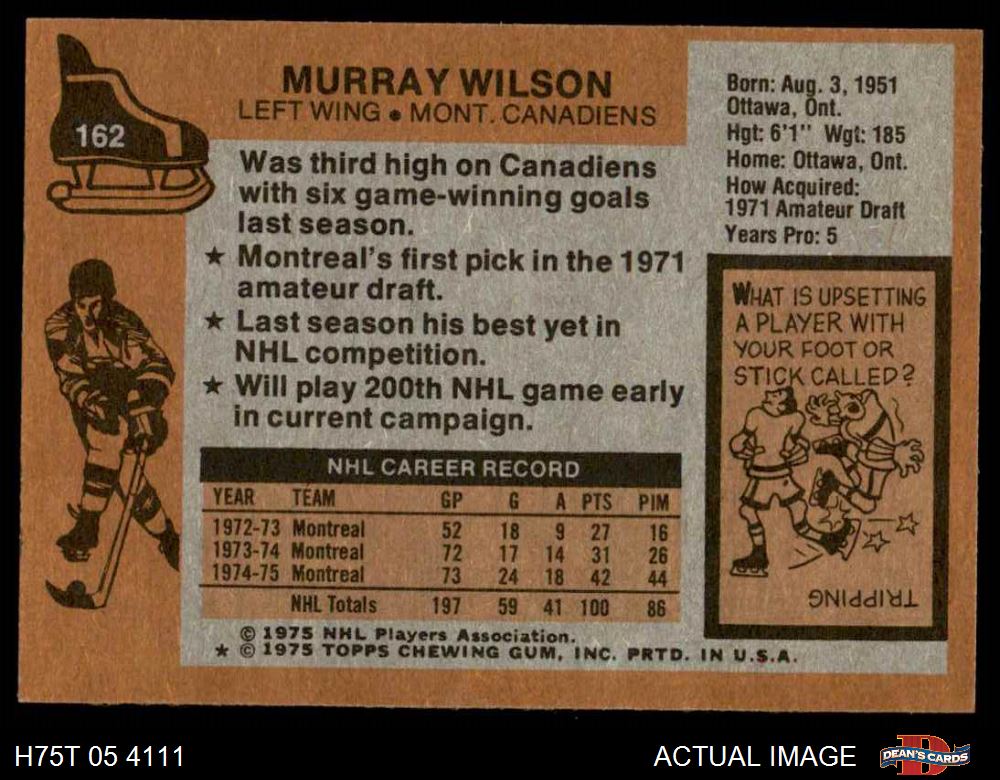 162
MURRAY WILSON
LEFT WING • MONT. CANADIENS
Was third high on Canadiens
with six game-winning goals
last season.
★ Montreal's first pick in the 1971
amateur draft.
★ Last season his best yet in
NHL competition.
★ Will play 200th NHL game early
in current campaign.
NHL CAREER RECORD
YEAR TEAM GP G A PTS PIM
1972-73 Montreal 52 18 9 27 16
1973-74 Montreal 72 17 14 31 26
1974-75 Montreal 73 24 18 42 44
NHL Totals 197 59 41 100 86
© 1975 NHL Players Association.
★ © 1975 TOPPS CHEWING GUM, INC. PRTD. IN U.S.A.
Born: Aug. 3, 1951
Ottawa, Ont.
Hgt: 6'1" Wgt: 185
Home: Ottawa, Ont.
How Acquired:
1971 Amateur Draft
Years Pro: 5
WHAT IS UPSETTING
A PLAYER WITH
YOUR FOOT OR
STICK CALLED?
TRIPPING
H75T 05 4111
ACTUAL IMAGE
D
DEAN'S CARDS